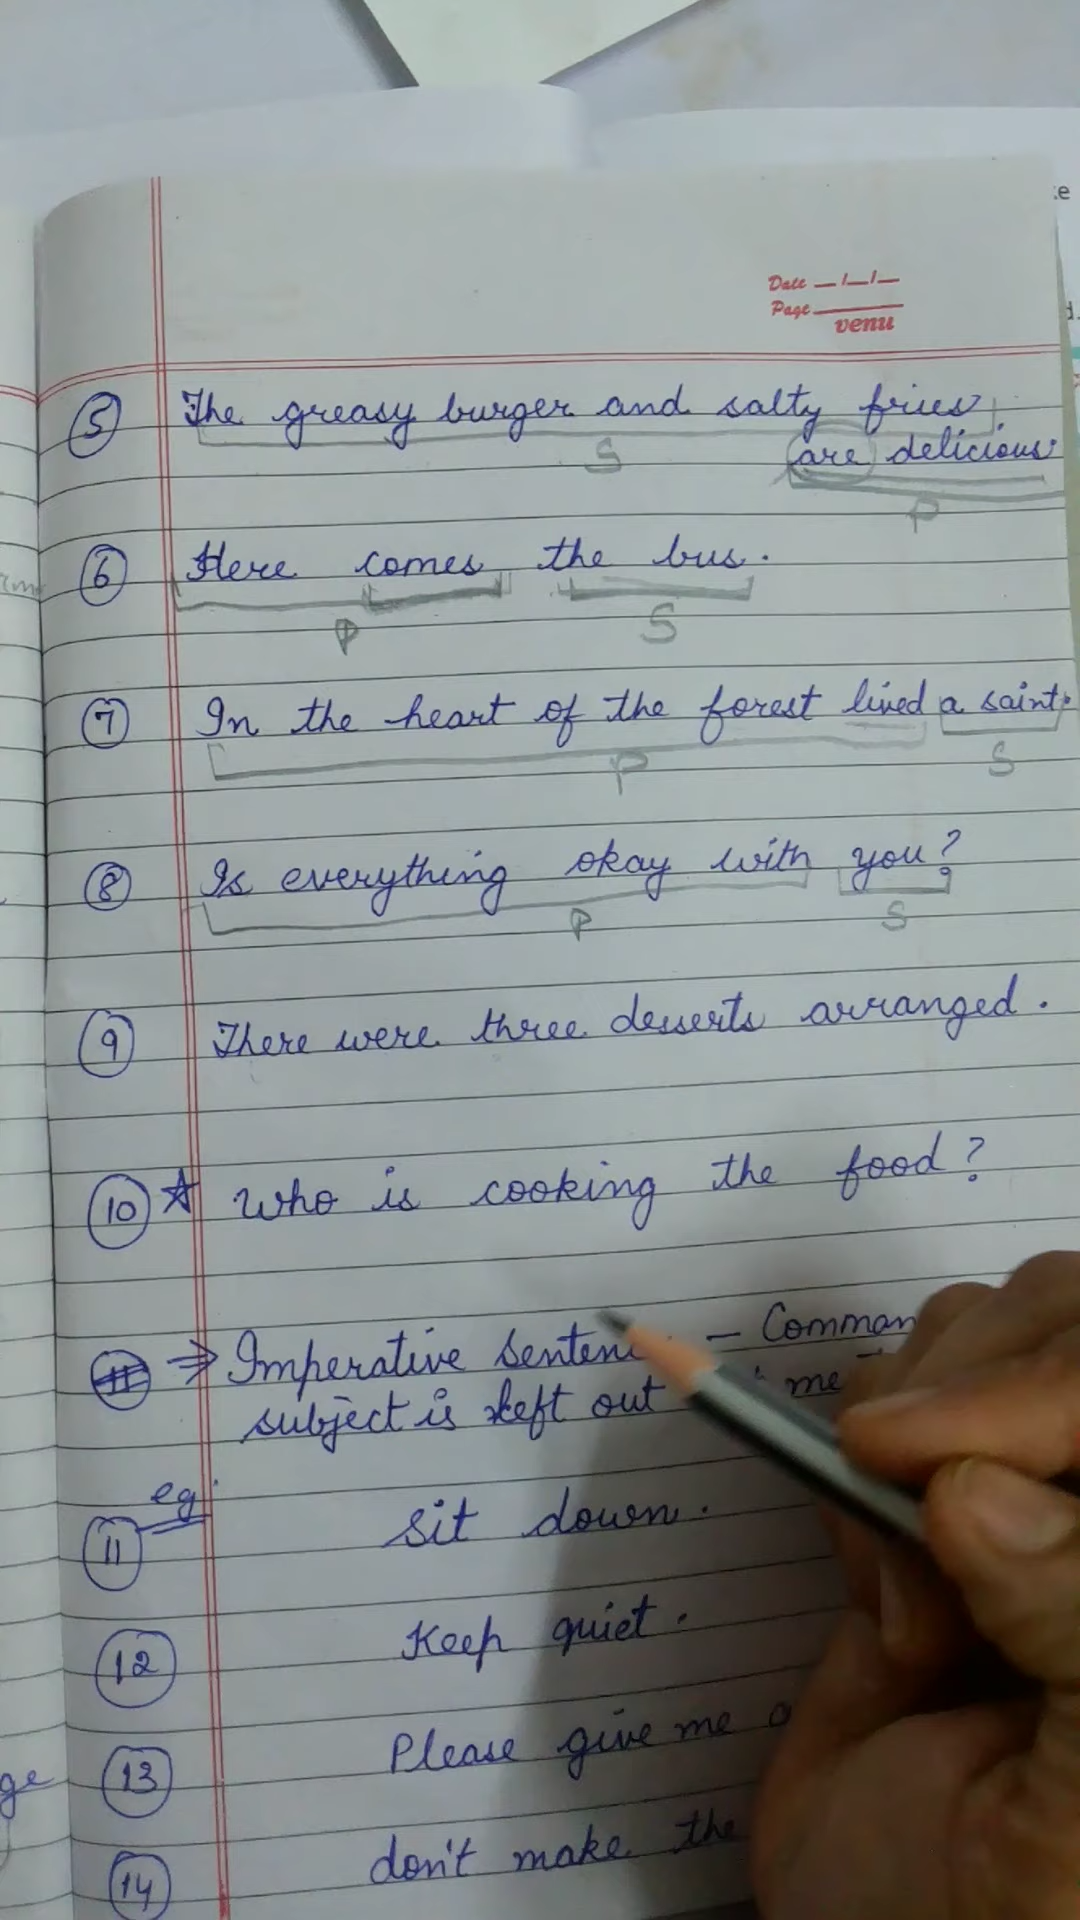 Date _/_/_
Page
venu
5 The greasy burger and salty fries
S are delicious.
P
6 Here comes the bus.
P S
7 In the heart of the forest lived a saint.
P S
8 Is everything okay with you?
P S
9 There were three desserts arranged.
10 ☆ Who is cooking the food?
⇒ Imperative - Comman
subject is left out me
eg.
11 Sit down.
12 Keep quiet.
13 Please give me
14 don't make the
ge